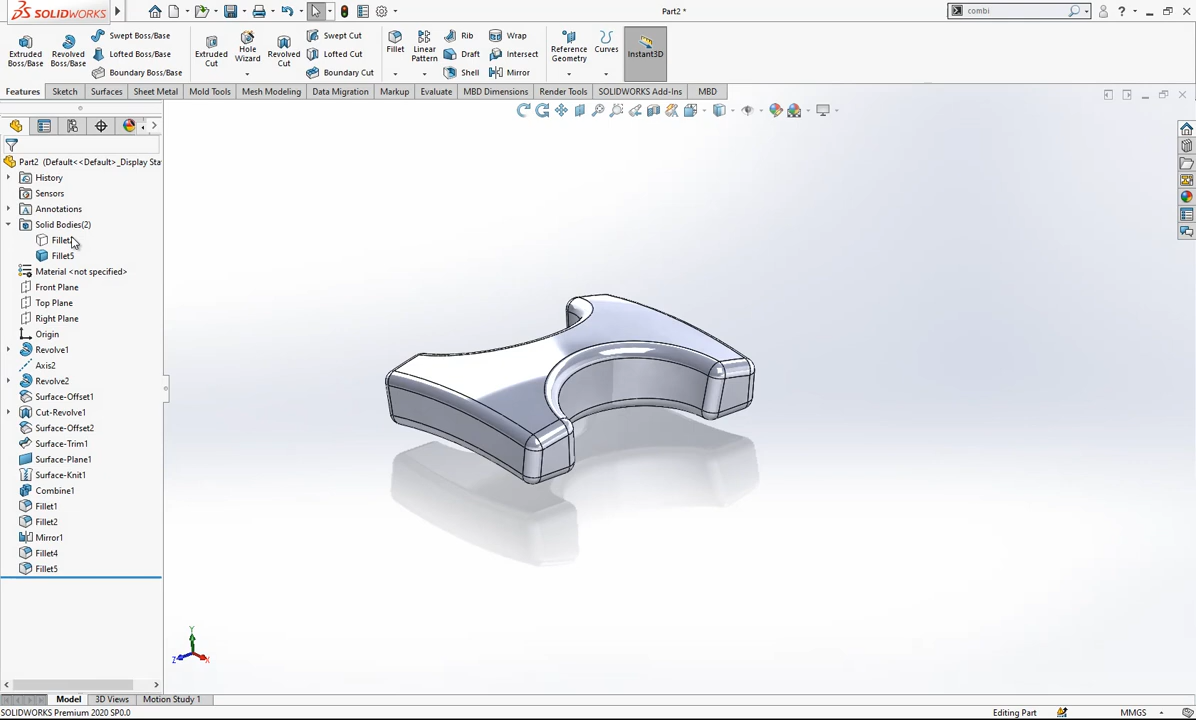 SOLIDWORKS
Part2 *
combi
Extruded Boss/Base
Revolved Boss/Base
Swept Boss/Base
Lofted Boss/Base
Boundary Boss/Base
Extruded Cut
Hole Wizard
Revolved Cut
Swept Cut
Lofted Cut
Boundary Cut
Fillet
Linear Pattern
Rib
Draft
Shell
Wrap
Intersect
Mirror
Reference Geometry
Curves
Instant3D
Features
Sketch
Surfaces
Sheet Metal
Mold Tools
Mesh Modeling
Data Migration
Markup
Evaluate
MBD Dimensions
Render Tools
SOLIDWORKS Add-Ins
MBD
Part2 (Default<<Default>_Display Sta
History
Sensors
Annotations
Solid Bodies(2)
Fillet
Fillet5
Material <not specified>
Front Plane
Top Plane
Right Plane
Origin
Revolve1
Axis2
Revolve2
Surface-Offset1
Cut-Revolve1
Surface-Offset2
Surface-Trim1
Surface-Plane1
Surface-Knit1
Combine1
Fillet1
Fillet2
Mirror1
Fillet4
Fillet5
Y
Z
X
Model
3D Views
Motion Study 1
SOLIDWORKS Premium 2020 SP0.0
Editing Part
MMGS